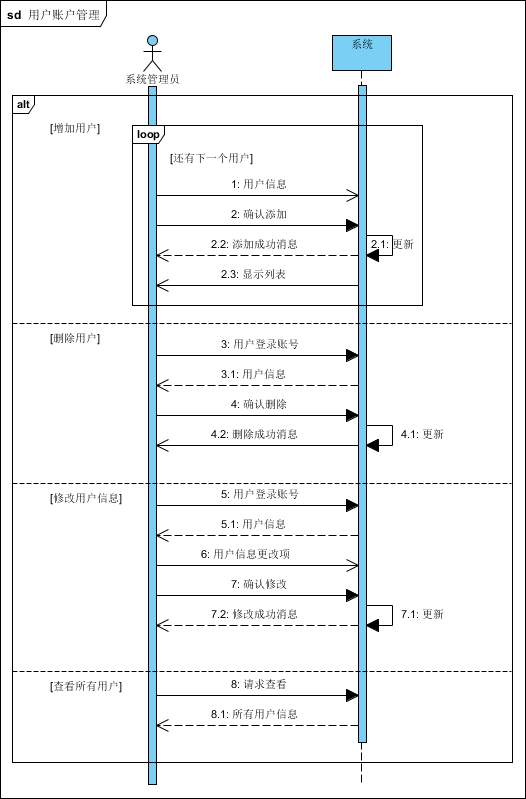 sd 用户账户管理
系统管理员
系统
alt
[增加用户]
loop
[还有下一个用户]
1: 用户信息
2: 确认添加
2.1: 更新
2.2: 添加成功消息
2.3: 显示列表
[删除用户]
3: 用户登录账号
3.1: 用户信息
4: 确认删除
4.1: 更新
4.2: 删除成功消息
[修改用户信息]
5: 用户登录账号
5.1: 用户信息
6: 用户信息更改项
7: 确认修改
7.1: 更新
7.2: 修改成功消息
[查看所有用户]
8: 请求查看
8.1: 所有用户信息